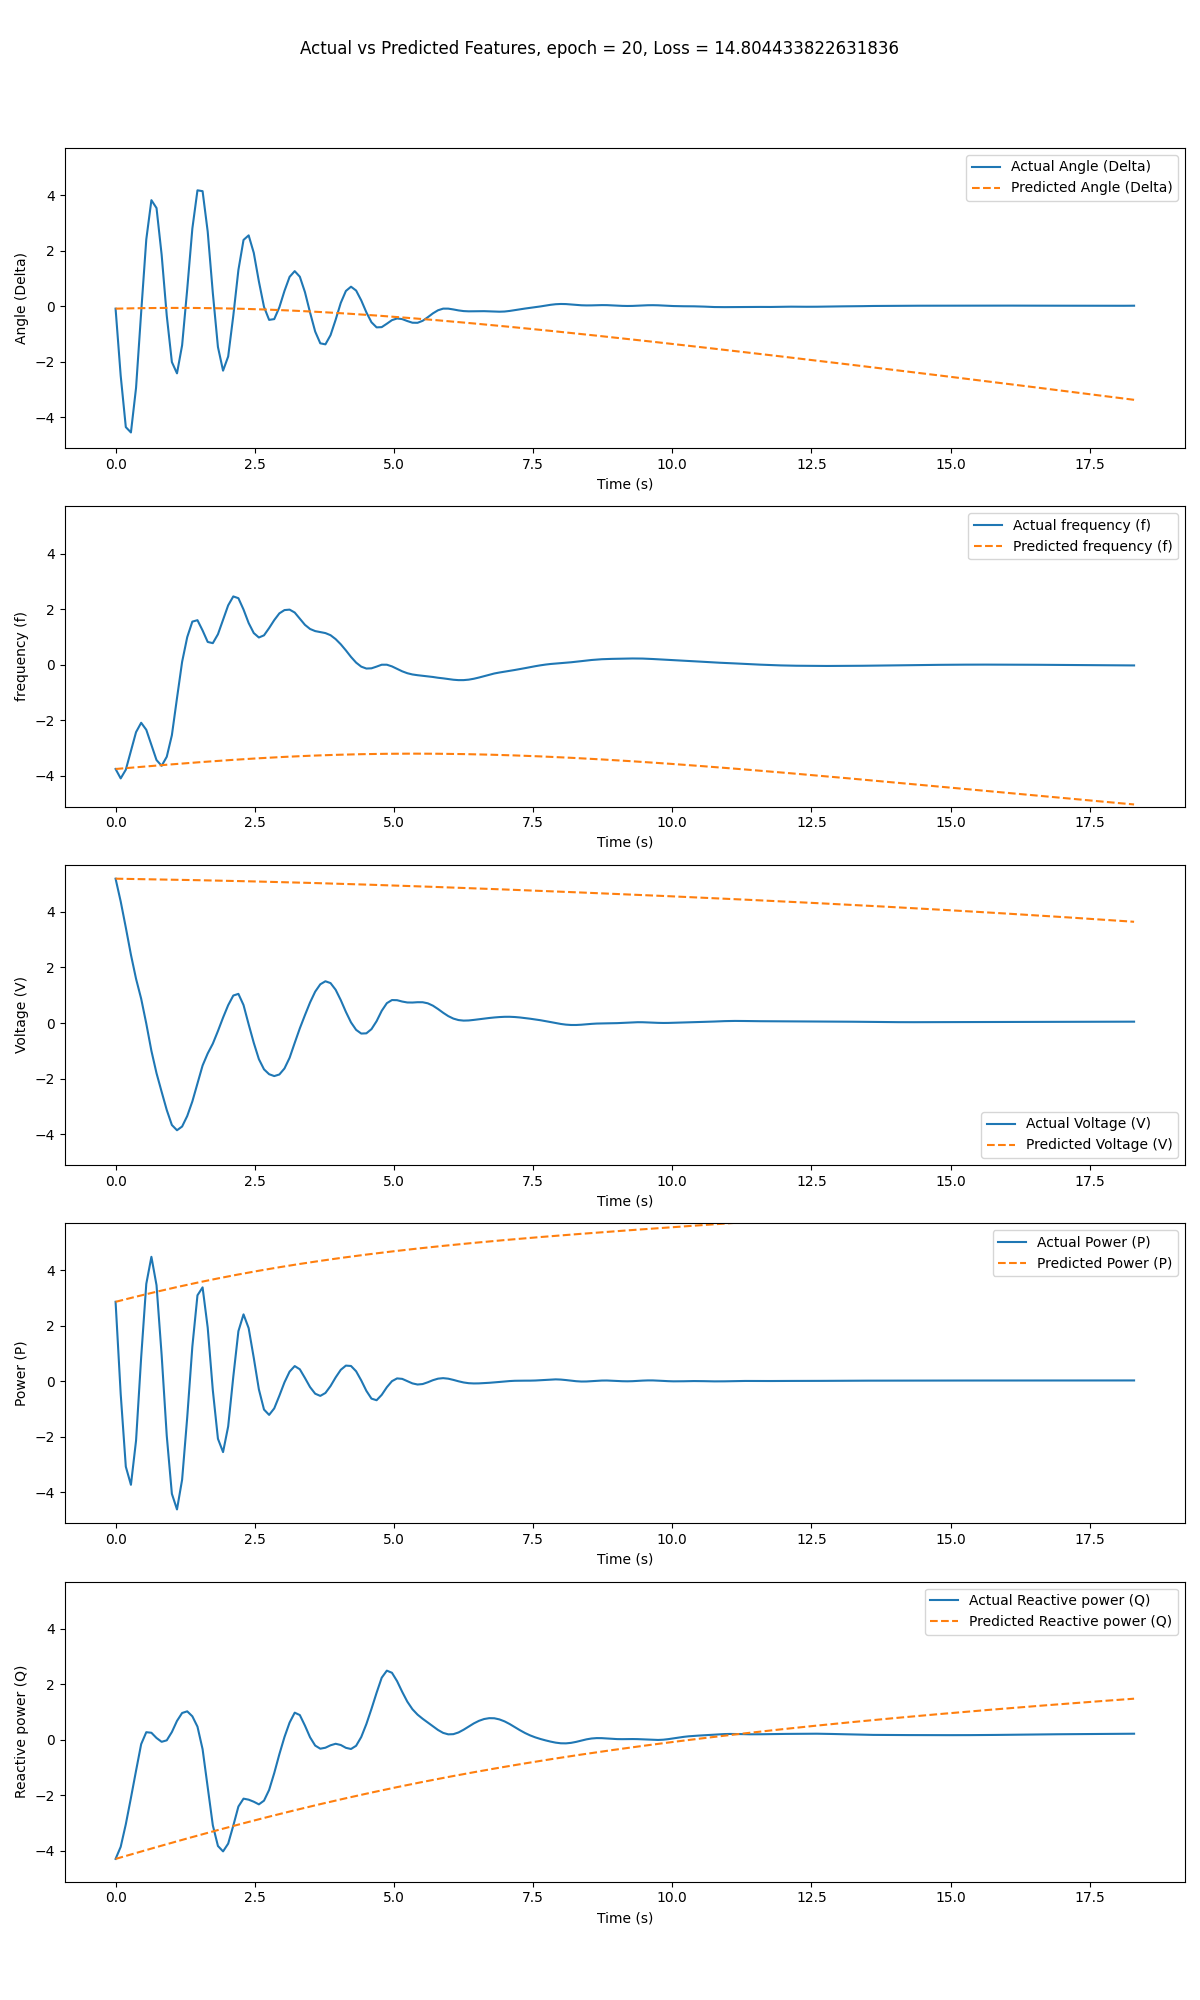 Actual vs Predicted Features, epoch = 20, Loss = 14.804433822631836
Actual Angle (Delta)
Predicted Angle (Delta)
Angle (Delta)
4
2
0
−2
−4
0.0 2.5 5.0 7.5 10.0 12.5 15.0 17.5
Time (s)
Actual frequency (f)
Predicted frequency (f)
frequency (f)
4
2
0
−2
−4
0.0 2.5 5.0 7.5 10.0 12.5 15.0 17.5
Time (s)
Voltage (V)
4
2
0
−2
−4
Actual Voltage (V)
Predicted Voltage (V)
0.0 2.5 5.0 7.5 10.0 12.5 15.0 17.5
Time (s)
Actual Power (P)
Predicted Power (P)
Power (P)
4
2
0
−2
−4
0.0 2.5 5.0 7.5 10.0 12.5 15.0 17.5
Time (s)
Actual Reactive power (Q)
Predicted Reactive power (Q)
Reactive power (Q)
4
2
0
−2
−4
0.0 2.5 5.0 7.5 10.0 12.5 15.0 17.5
Time (s)